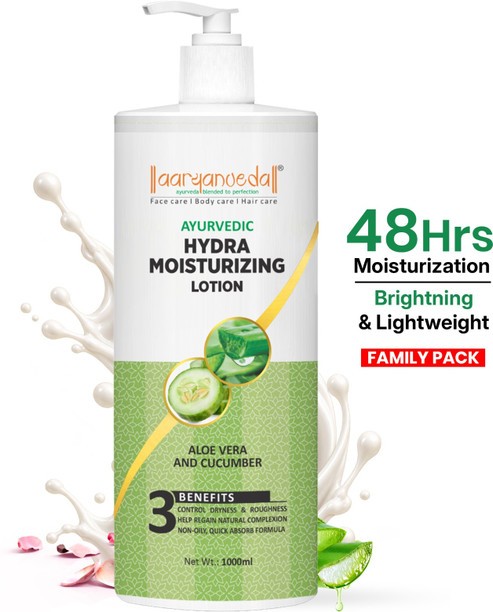 ||aaryanveda||®
ayurveda blended to perfection
Face care I Body care I Hair care
AYURVEDIC
HYDRA
MOISTURIZING
LOTION
ALOE VERA
AND CUCUMBER
3 BENEFITS
CONTROL DRYNESS & ROUGHNESS
HELP REGAIN NATURAL COMPLEXION
NON-OILY, QUICK ABSORB FORMULA
Net Wt.: 1000ml
48Hrs
Moisturization
Brightning
& Lightweight
FAMILY PACK